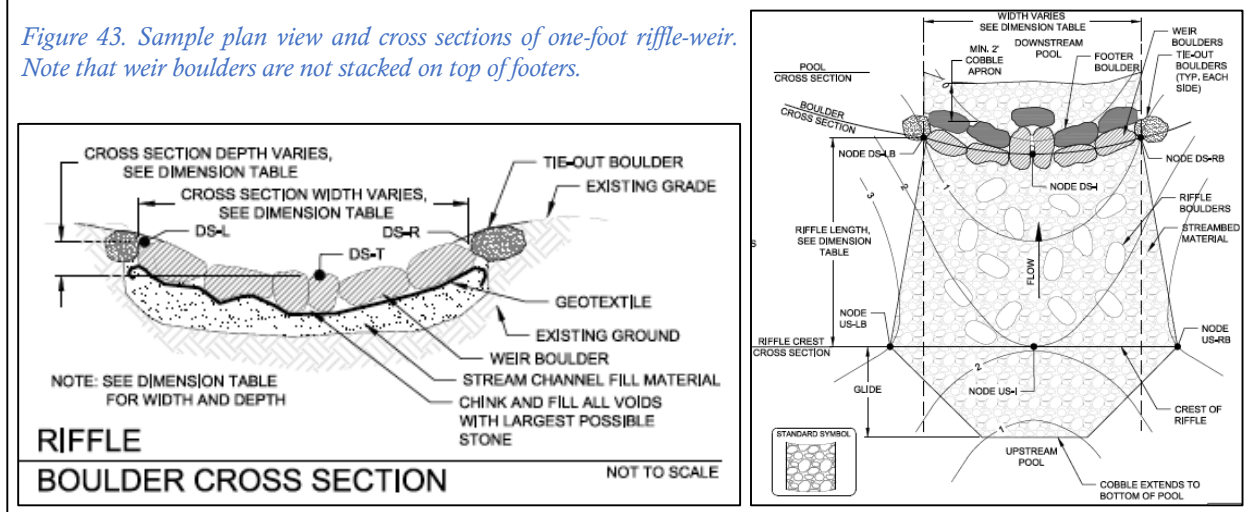 Figure 43. Sample plan view and cross sections of one-foot riffle-weir.
Note that weir boulders are not stacked on top of footers.
CROSS SECTION DEPTH VARIES,
SEE DIMENSION TABLE
CROSS SECTION WIDTH VARIES,
SEE DIMENSION TABLE
TIE-OUT BOULDER
EXISTING GRADE
DS-L
DS-R
DS-T
GEOTEXTILE
EXISTING GROUND
WEIR BOULDER
STREAM CHANNEL FILL MATERIAL
CHINK AND FILL ALL VOIDS
WITH LARGEST POSSIBLE
STONE
NOTE: SEE DIMENSION TABLE
FOR WIDTH AND DEPTH
RIFFLE
BOULDER CROSS SECTION
NOT TO SCALE
WIDTH VARIES
SEE DIMENSION TABLE
MIN. 2'
COBBLE
APRON
DOWNSTREAM
POOL
FOOTER
BOULDER
WEIR
BOULDERS
TIE-OUT
BOULDERS
(TYP. EACH
SIDE)
POOL
CROSS SECTION
0
BOULDER
CROSS SECTION
NODE DS-LB
NODE DS-RB
NODE DS-I
1
2
3
RIFFLE
BOULDERS
STREAMBED
MATERIAL
RIFFLE LENGTH,
SEE DIMENSION
TABLE
FLOW
NODE
US-LB
NODE
US-RB
RIFFLE CREST
CROSS SECTION
GLIDE
2
NODE US-I
1
CREST OF
RIFFLE
STANDARD SYMBOL
UPSTREAM
POOL
COBBLE EXTENDS TO
BOTTOM OF POOL